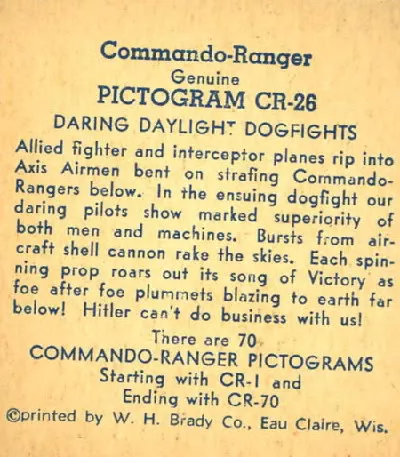 Commando-Ranger
Genuine
PICTOGRAM CR-26
DARING DAYLIGHT DOGFIGHTS
Allied fighter and interceptor planes rip into
Axis Airmen bent on strafing Commando-
Rangers below. In the ensuing dogfight our
daring pilots show marked superiority of
both men and machines. Bursts from air-
craft shell cannon rake the skies. Each spin-
ning prop roars out its song of Victory as
foe after foe plummets blazing to earth far
below! Hitler can't do business with us!
There are 70
COMMANDO-RANGER PICTOGRAMS
Starting with CR-1 and
Ending with CR-70
©printed by W. H. Brady Co., Eau Claire, Wis.